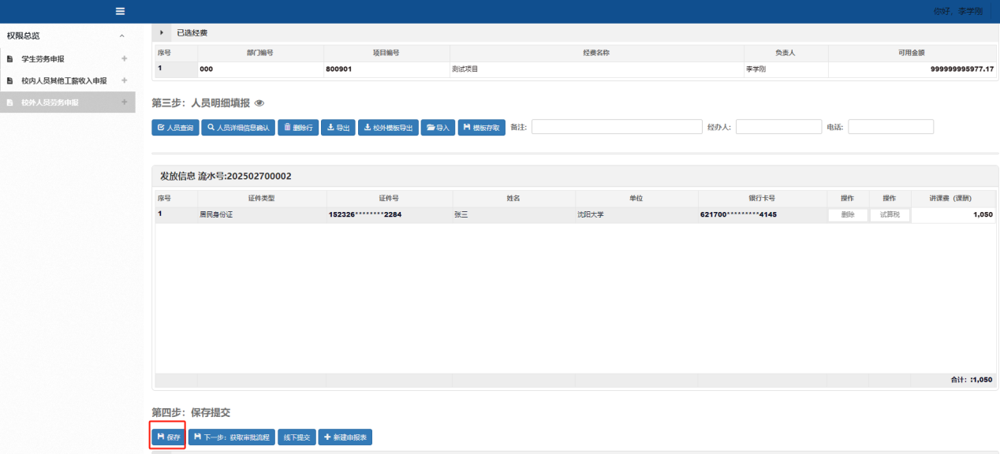 你好，李学刚
权限总览
学生劳务申报
校内人员其他工薪收入申报
校外人员劳务申报
已选经费
序号 部门编号 项目编号 经费名称 负责人 可用金额
1 000 800901 测试项目 李学刚 999999995977.17
第三步：人员明细填报
人员查询 人员详细信息确认 删除行 导出 校外模板导出 导入 模板存取 备注: 经办人: 电话:
发放信息 流水号:202502700002
序号 证件类型 证件号 姓名 单位 银行卡号 操作 操作 讲课费（课酬）
1 居民身份证 152326********2284 张三 沈阳大学 621700*********4145 删除 试算税 1,050
合计：:1,050
第四步：保存提交
保存 下一步：获取审批流程 线下提交 新建申报表